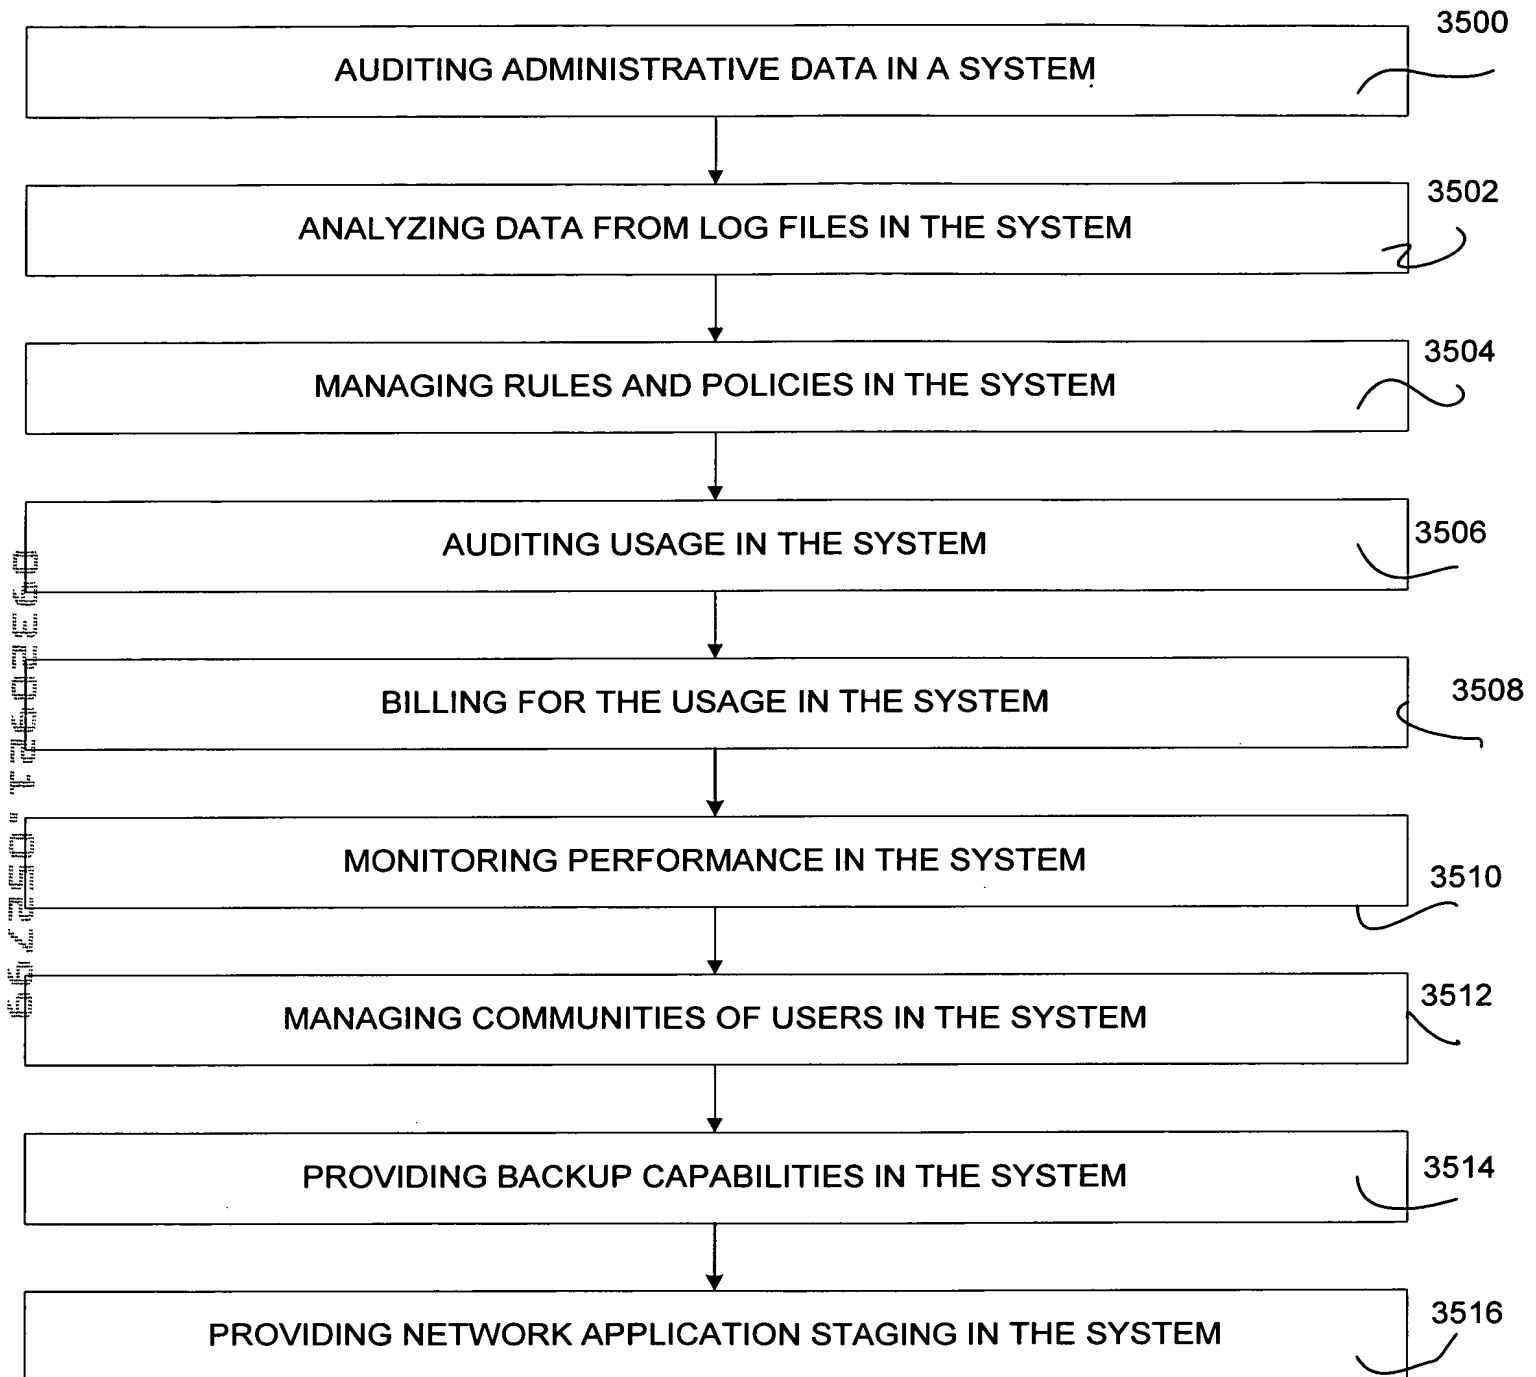 3500
AUDITING ADMINISTRATIVE DATA IN A SYSTEM
3502
ANALYZING DATA FROM LOG FILES IN THE SYSTEM
3504
MANAGING RULES AND POLICIES IN THE SYSTEM
3506
AUDITING USAGE IN THE SYSTEM
3508
BILLING FOR THE USAGE IN THE SYSTEM
MONITORING PERFORMANCE IN THE SYSTEM
3510
3512
MANAGING COMMUNITIES OF USERS IN THE SYSTEM
3514
PROVIDING BACKUP CAPABILITIES IN THE SYSTEM
3516
PROVIDING NETWORK APPLICATION STAGING IN THE SYSTEM